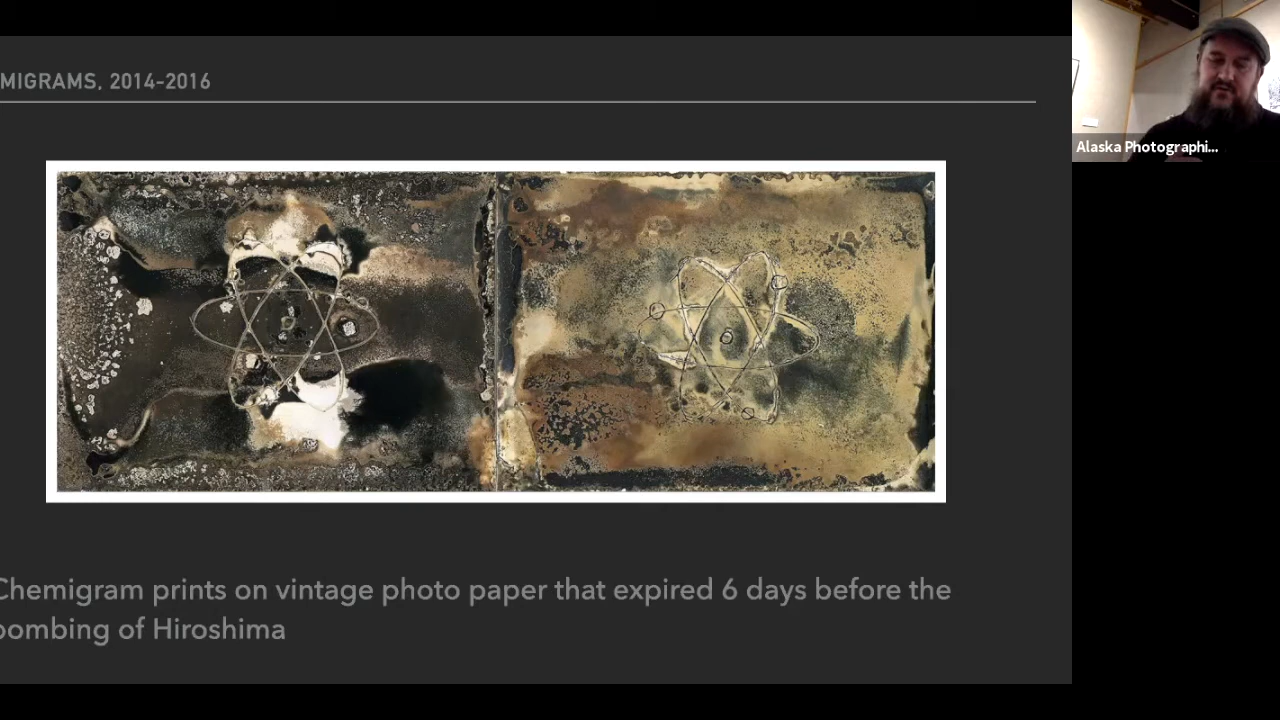 MIGRAMS, 2014-2016
Alaska Photographi...
Chemigram prints on vintage photo paper that expired 6 days before the
bombing of Hiroshima